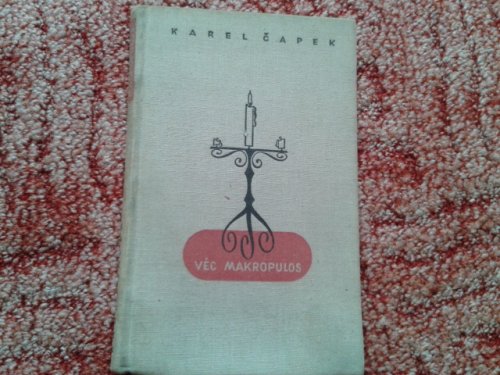 KAREL ČAPEK
VĚC MAKROPULOS